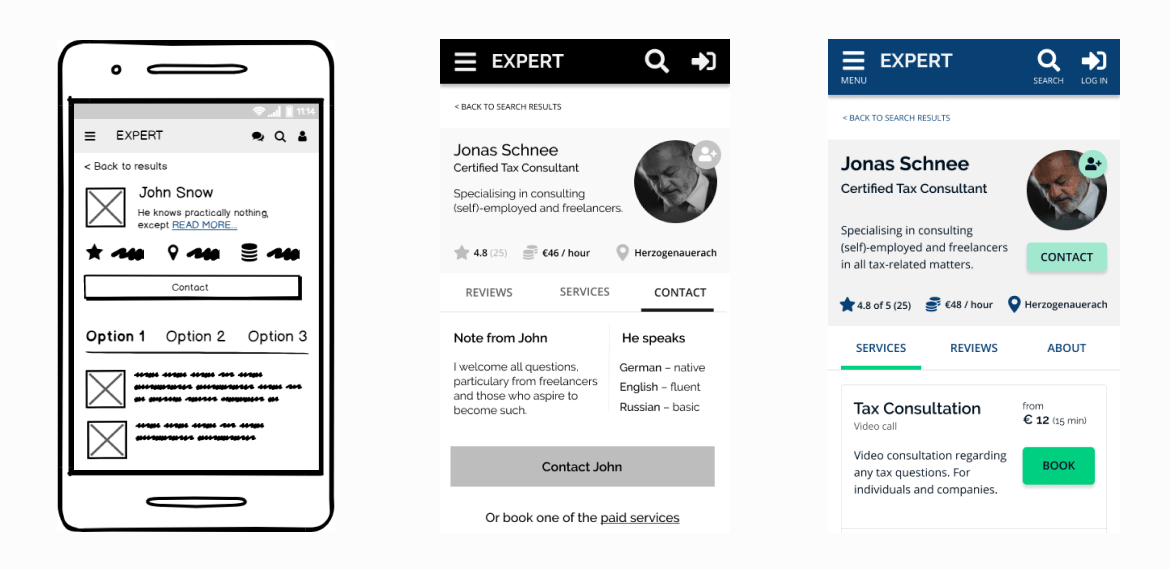 11:14
EXPERT
< Back to results
John Snow
He knows practically nothing,
except READ MORE...
Contact
Option 1 Option 2 Option 3
EXPERT
< BACK TO SEARCH RESULTS
Jonas Schnee
Certified Tax Consultant
Specialising in consulting
(self)-employed and freelancers.
4.8 (25) €46 / hour Herzogenauerach
REVIEWS SERVICES CONTACT
Note from John
I welcome all questions,
particulary from freelancers
and those who aspire to
become such.
He speaks
German – native
English – fluent
Russian – basic
Contact John
Or book one of the paid services
EXPERT
MENU SEARCH LOG IN
< BACK TO SEARCH RESULTS
Jonas Schnee
Certified Tax Consultant
Specialising in consulting
(self)-employed and freelancers
in all tax-related matters.
CONTACT
4.8 of 5 (25) €48 / hour Herzogenauerach
SERVICES REVIEWS ABOUT
Tax Consultation
Video call
from
€ 12 (15 min)
Video consultation regarding
any tax questions. For
individuals and companies.
BOOK